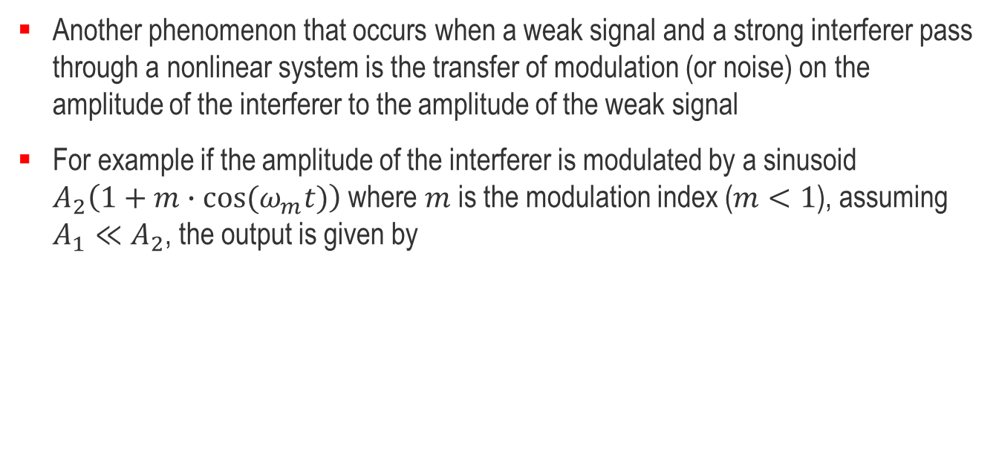 ▪ Another phenomenon that occurs when a weak signal and a strong interferer pass
through a nonlinear system is the transfer of modulation (or noise) on the
amplitude of the interferer to the amplitude of the weak signal
▪ For example if the amplitude of the interferer is modulated by a sinusoid
A₂(1 + m · cos(ωₘt)) where m is the modulation index (m < 1), assuming
A₁ ≪ A₂, the output is given by